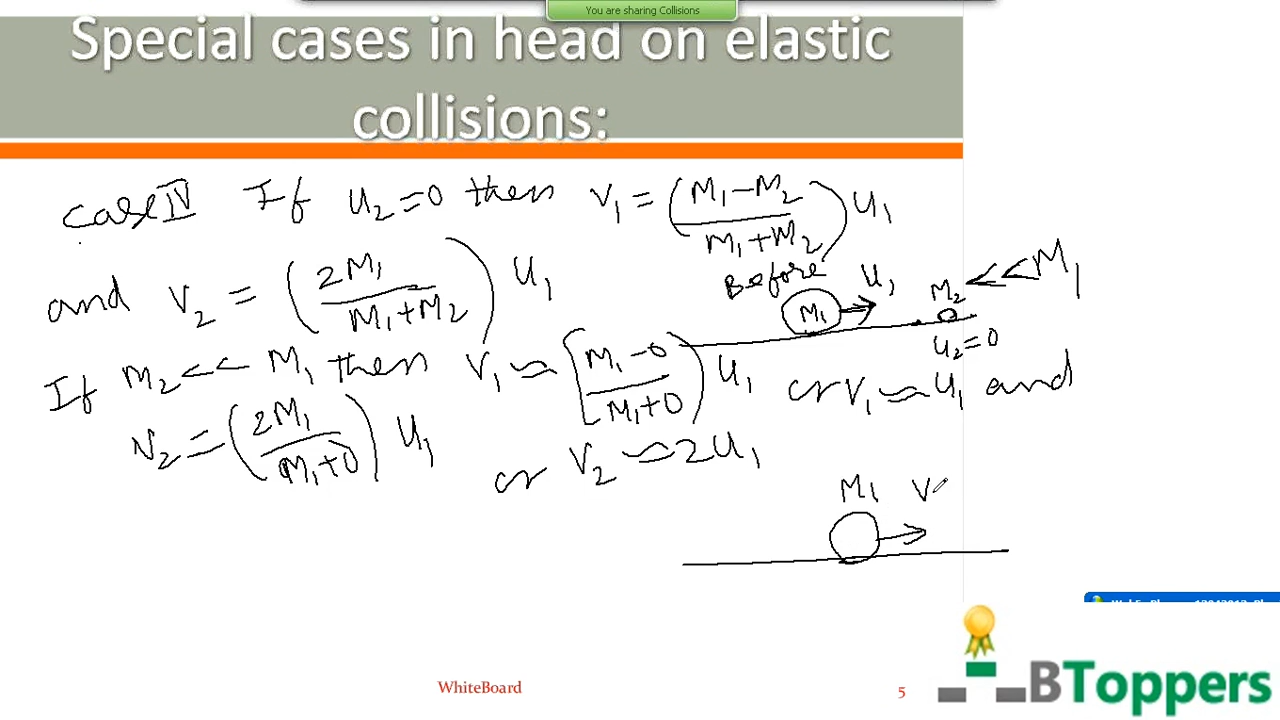 You are sharing Collisions
Special cases in head on elastic
collisions:
Case IV If u₂=0 then v₁ = ((M₁-M₂)/(M₁+M₂)) u₁
and v₂ = (2M₁/(M₁+M₂)) u₁
Before
M₁ → u₁ M₂ << M₁
u₂=0
If m₂ << M₁ then v₁ ≃ [(M₁-0)/(M₁+0)) u₁ or v₁ ≃ u₁ and
v₂ = (2M₁/(M₁+0)) u₁ or v₂ ≃ 2u₁
M₁ V
WhiteBoard
5
BToppers